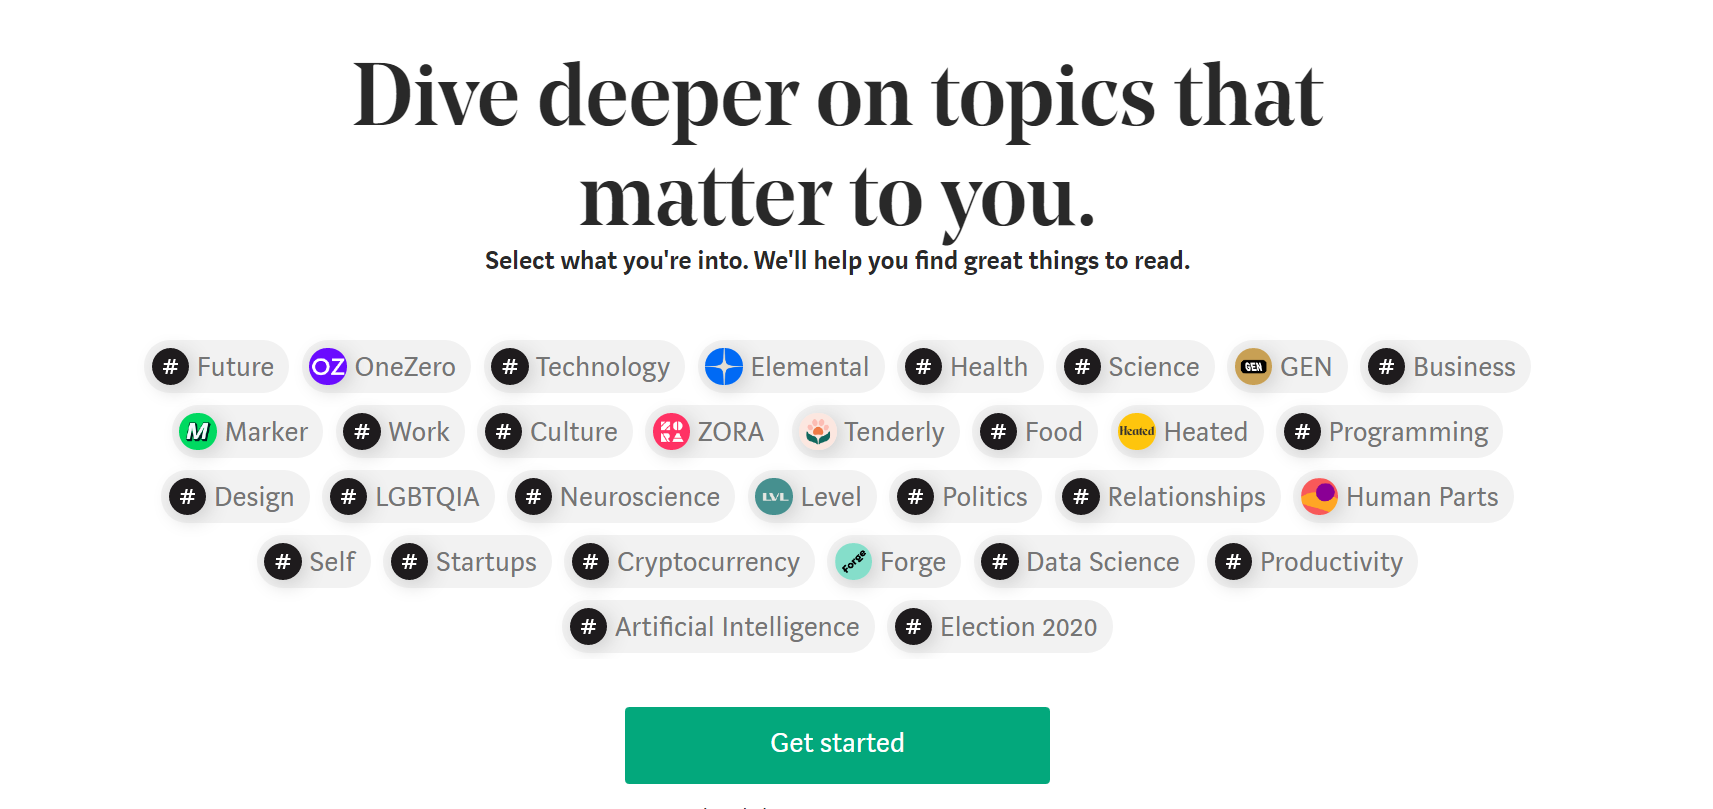 Dive deeper on topics that
matter to you.
Select what you're into. We'll help you find great things to read.
# Future OZ OneZero # Technology Elemental # Health # Science GEN GEN # Business
M Marker # Work # Culture ZORA ZORA Tenderly # Food Heated Heated # Programming
# Design # LGBTQIA # Neuroscience LVL Level # Politics # Relationships Human Parts
# Self # Startups # Cryptocurrency Forge Forge # Data Science # Productivity
# Artificial Intelligence # Election 2020
Get started